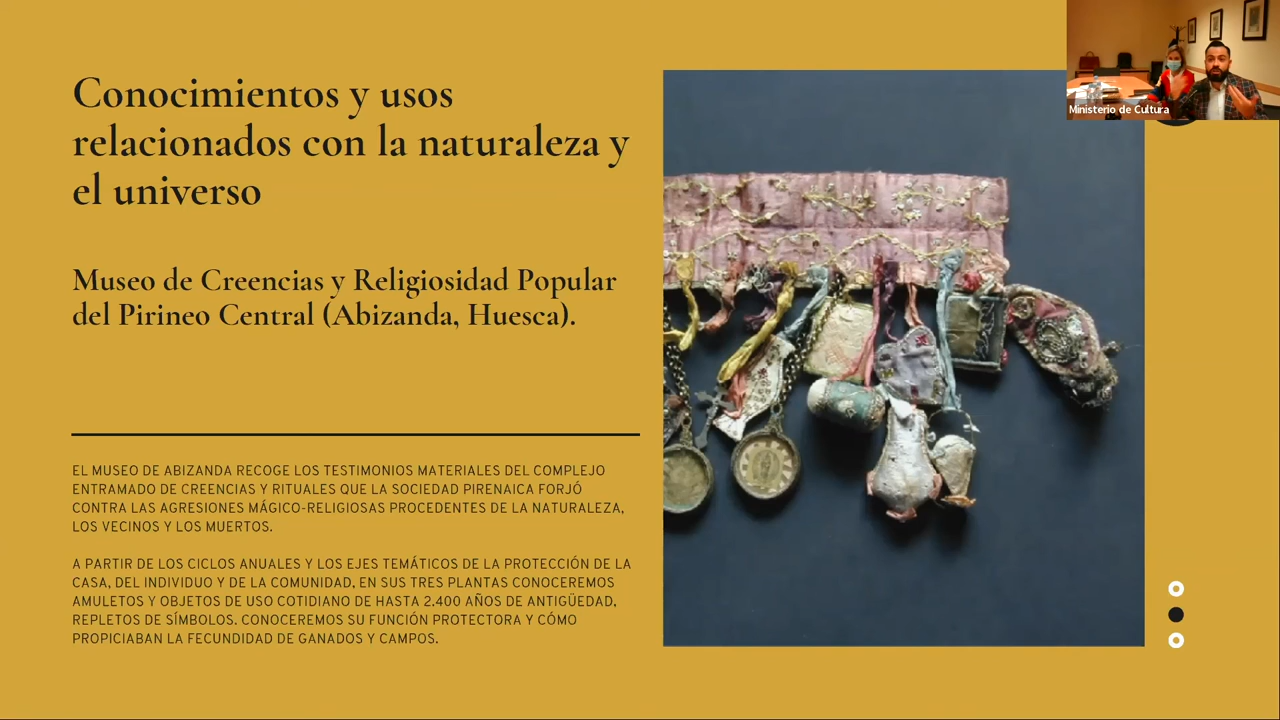 Conocimientos y usos
relacionados con la naturaleza y
el universo
Museo de Creencias y Religiosidad Popular
del Pirineo Central (Abizanda, Huesca).
EL MUSEO DE ABIZANDA RECOGE LOS TESTIMONIOS MATERIALES DEL COMPLEJO
ENTRAMADO DE CREENCIAS Y RITUALES QUE LA SOCIEDAD PIRENAICA FORJÓ
CONTRA LAS AGRESIONES MÁGICO-RELIGIOSAS PROCEDENTES DE LA NATURALEZA,
LOS VECINOS Y LOS MUERTOS.
A PARTIR DE LOS CICLOS ANUALES Y LOS EJES TEMÁTICOS DE LA PROTECCIÓN DE LA
CASA, DEL INDIVIDUO Y DE LA COMUNIDAD, EN SUS TRES PLANTAS CONOCEREMOS
AMULETOS Y OBJETOS DE USO COTIDIANO DE HASTA 2.400 AÑOS DE ANTIGÜEDAD,
REPLETOS DE SÍMBOLOS. CONOCEREMOS SU FUNCIÓN PROTECTORA Y CÓMO
PROPICIABAN LA FECUNDIDAD DE GANADOS Y CAMPOS.
Ministerio de Cultura